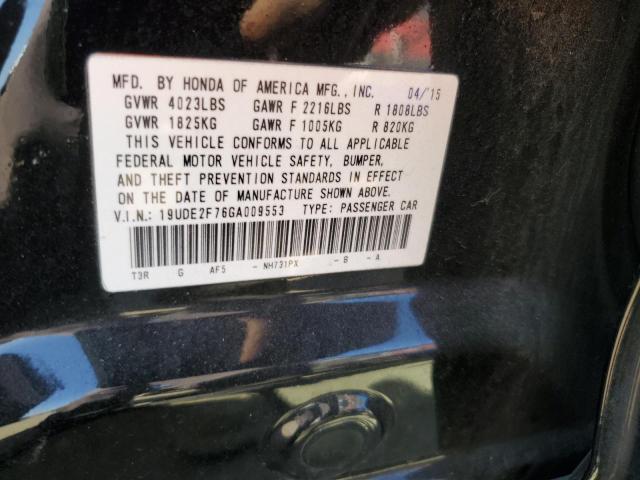 MFD. BY HONDA OF AMERICA MFG., INC. 04/15
GVWR 4023LBS GAWR F 2216LBS R 1808LBS
GVWR 1825KG GAWR F 1005KG R 820KG
THIS VEHICLE CONFORMS TO ALL APPLICABLE
FEDERAL MOTOR VEHICLE SAFETY, BUMPER,
AND THEFT PREVENTION STANDARDS IN EFFECT
ON THE DATE OF MANUFACTURE SHOWN ABOVE.
V.I.N.: 19UDE2F76GA009553 TYPE: PASSENGER CAR
T3R G AF5 - NH731PX - B - A